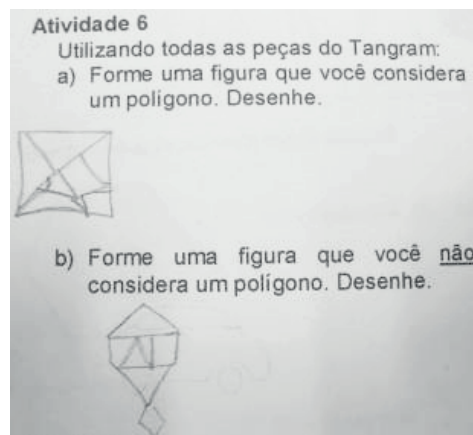 Atividade 6
Utilizando todas as peças do Tangram:
a) Forme uma figura que você considera
um polígono. Desenhe.
b) Forme uma figura que você não
considera um polígono. Desenhe.